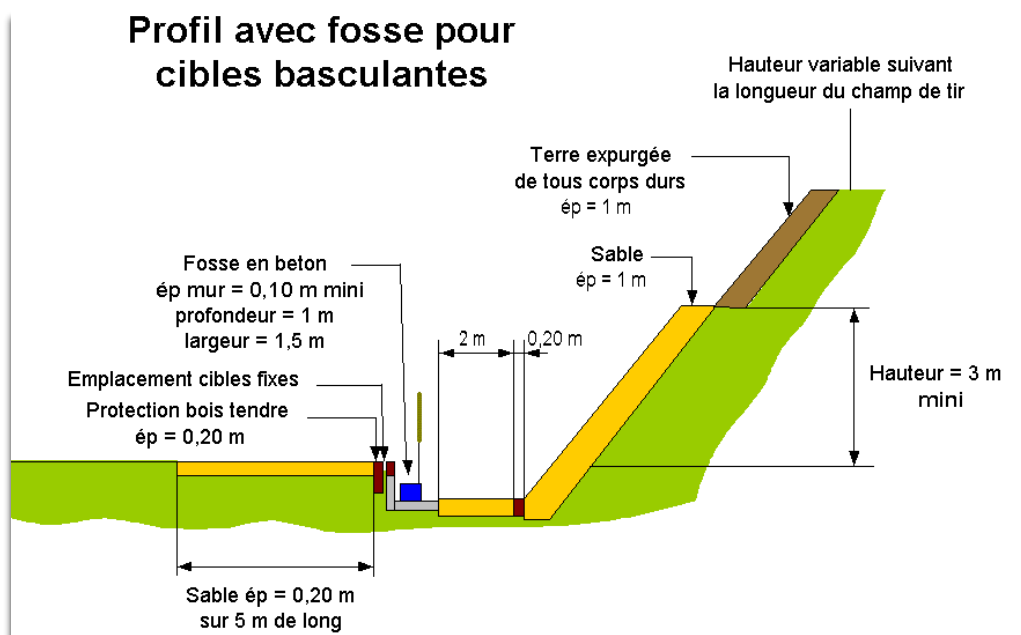 Profil avec fosse pour
cibles basculantes
Hauteur variable suivant
la longueur du champ de tir
Terre expurgée
de tous corps durs
ép = 1 m
Sable
ép = 1 m
Fosse en beton
ép mur = 0,10 m mini
profondeur = 1 m
largeur = 1,5 m
2 m
0,20 m
Emplacement cibles fixes
Protection bois tendre
ép = 0,20 m
Hauteur = 3 m
mini
Sable ép = 0,20 m
sur 5 m de long